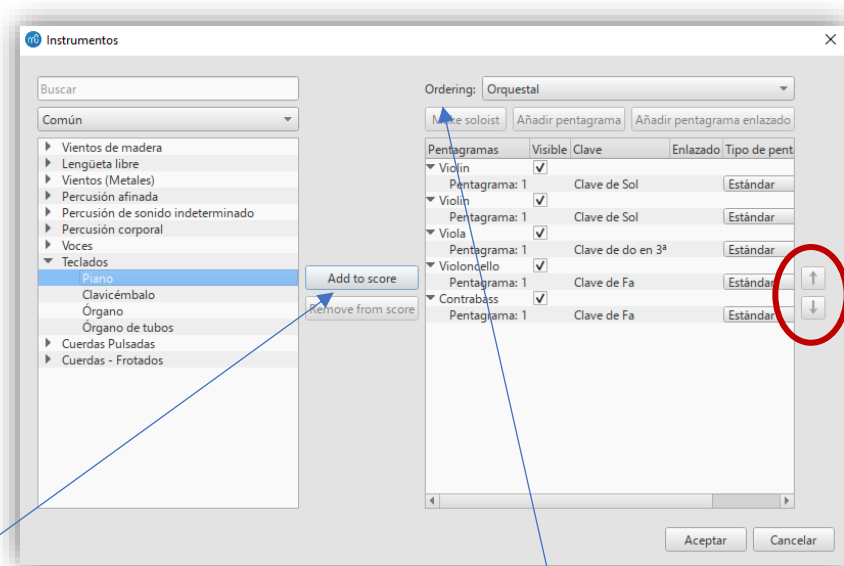 Instrumentos
Buscar
Común
Vientos de madera
Lengüeta libre
Vientos (Metales)
Percusión afinada
Percusión de sonido indeterminado
Percusión corporal
Voces
Teclados
Piano
Clavicémbalo
Órgano
Órgano de tubos
Cuerdas Pulsadas
Cuerdas - Frotados
Add to score
Remove from score
Ordering: Orquestal
Make soloist Añadir pentagrama Añadir pentagrama enlazado
Pentagramas Visible Clave Enlazado Tipo de pent
Violin
Pentagrama: 1 Clave de Sol Estándar
Violin
Pentagrama: 1 Clave de Sol Estándar
Viola
Pentagrama: 1 Clave de do en 3ª Estándar
Violoncello
Pentagrama: 1 Clave de Fa Estándar
Contrabass
Pentagrama: 1 Clave de Fa Estándar
Aceptar Cancelar